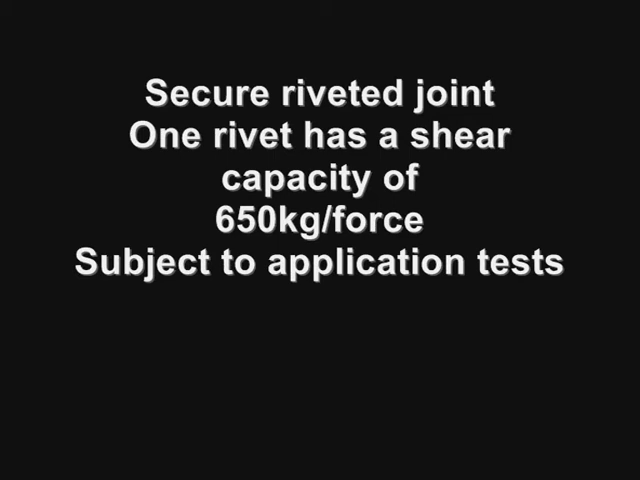 Secure riveted joint
One rivet has a shear
capacity of
650kg/force
Subject to application tests